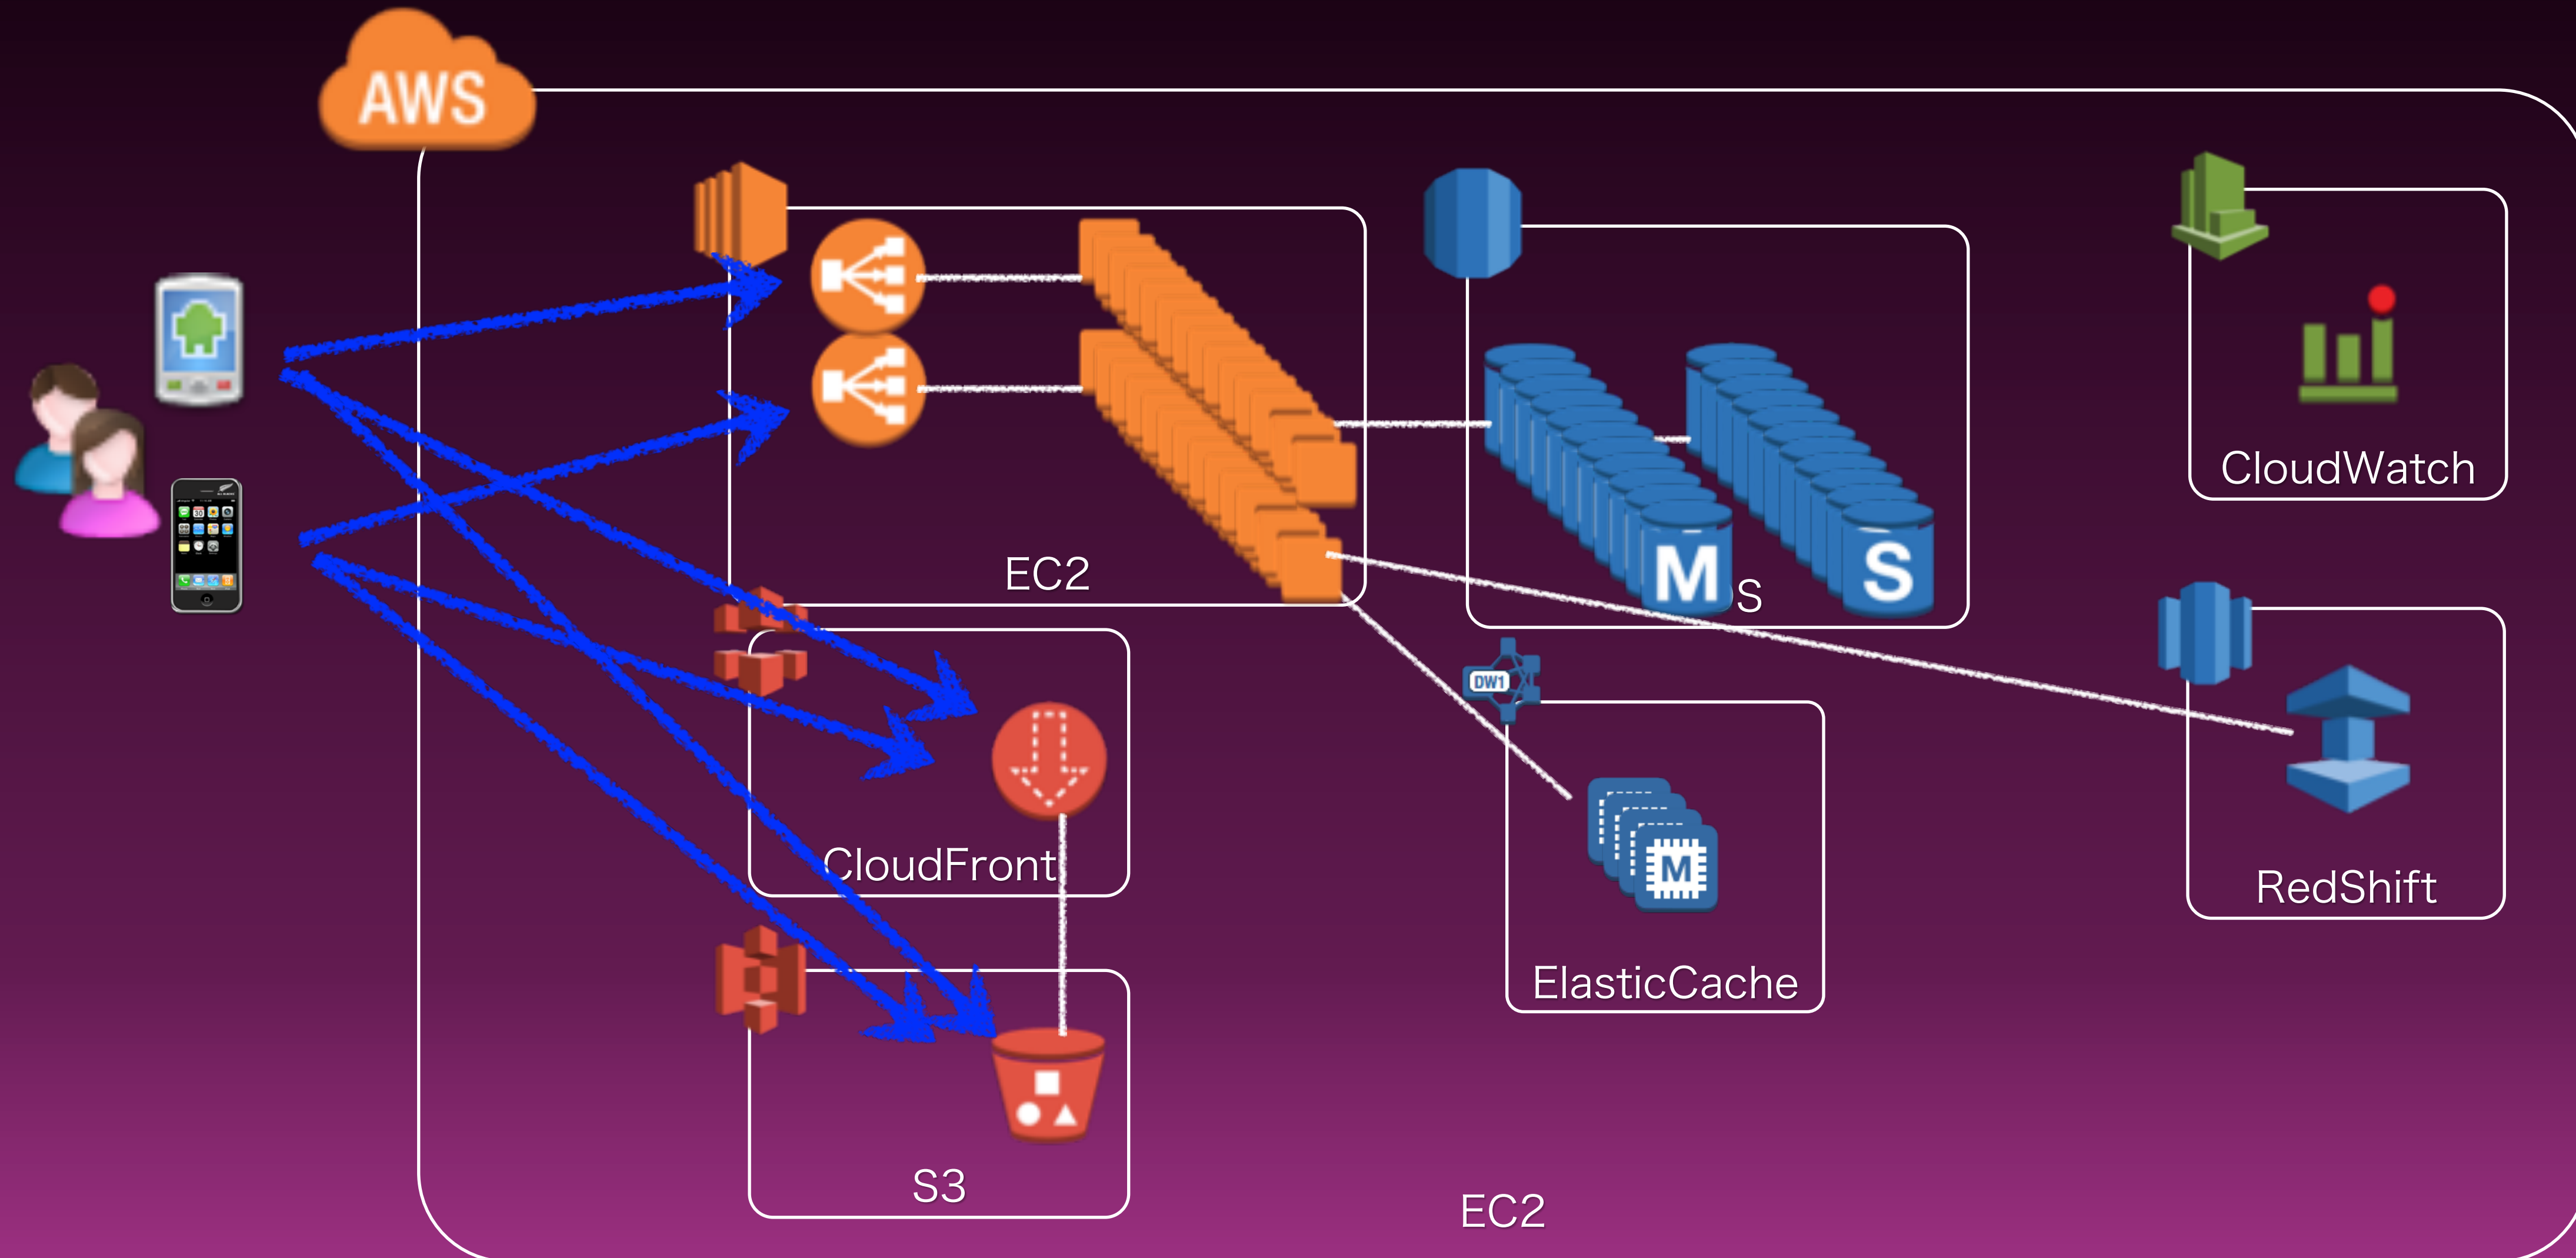 AWS
EC2
M
S
S
CloudWatch
DW1
CloudFront
M
ElasticCache
RedShift
S3
EC2